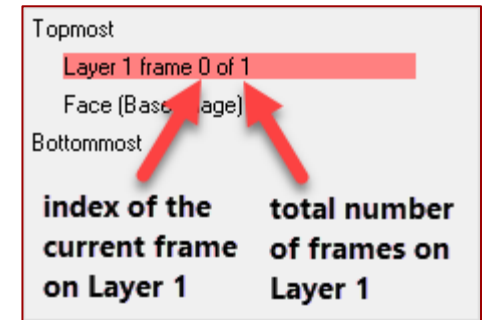 Topmost
Layer 1 frame 0 of 1
Face (Base age)
Bottommost
index of the
current frame
on Layer 1
total number
of frames on
Layer 1